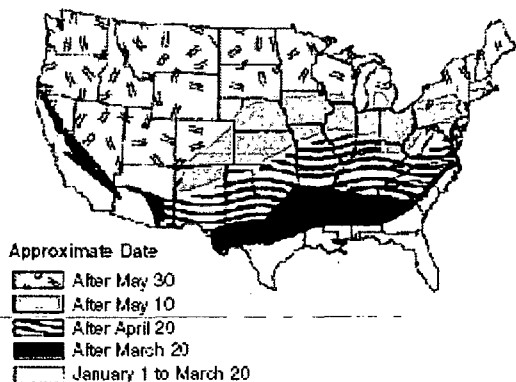 Approximate Date
After May 30
After May 10
After April 20
After March 20
January 1 to March 20